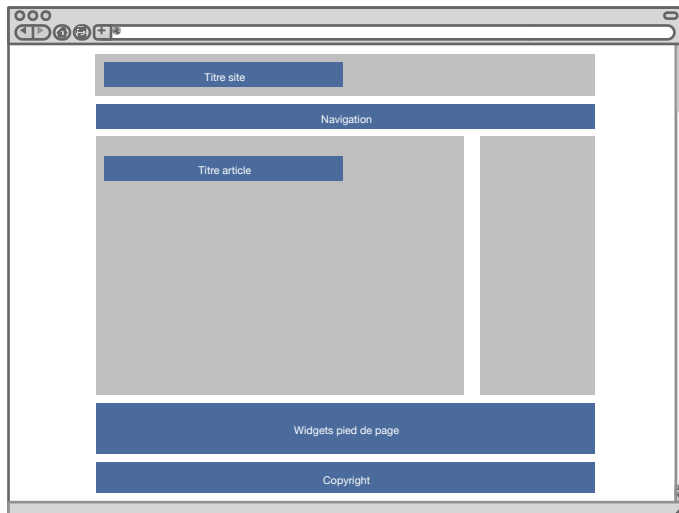 Titre site
Navigation
Titre article
Widgets pied de page
Copyright